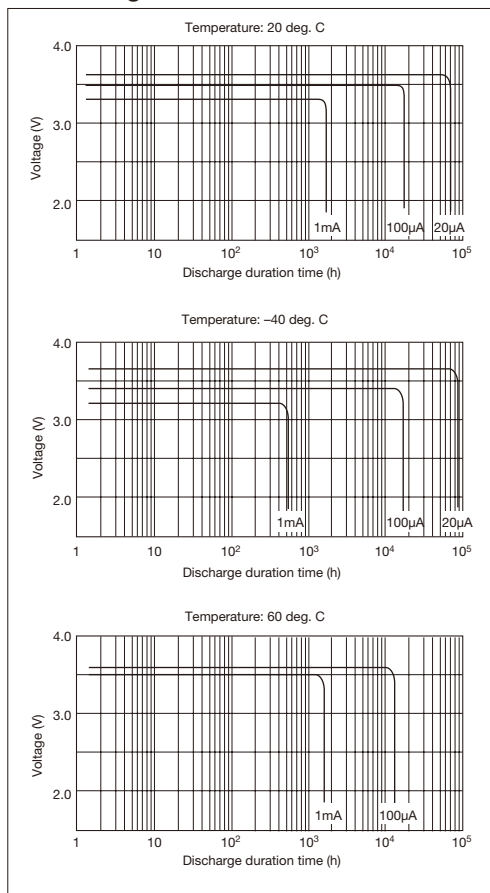 Temperature: 20 deg. C
4.0
3.0
2.0
Voltage (V)
1mA 100μA 20μA
1 10 10² 10³ 10⁴ 10⁵
Discharge duration time (h)
Temperature: –40 deg. C
4.0
3.0
2.0
Voltage (V)
1mA 100μA 20μA
1 10 10² 10³ 10⁴ 10⁵
Discharge duration time (h)
Temperature: 60 deg. C
4.0
3.0
2.0
Voltage (V)
1mA 100μA
1 10 10² 10³ 10⁴ 10⁵
Discharge duration time (h)